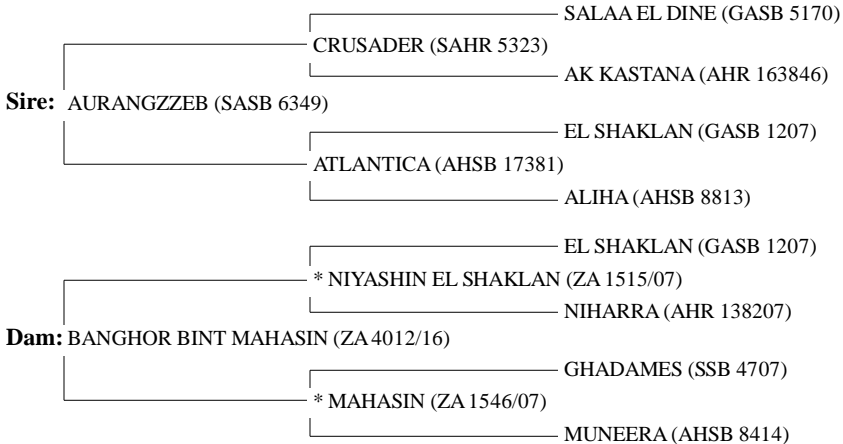 SALAA EL DINE (GASB 5170)
CRUSADER (SAHR 5323)
AK KASTANA (AHR 163846)
Sire: AURANGZZEB (SASB 6349)
EL SHAKLAN (GASB 1207)
ATLANTICA (AHSB 17381)
ALIHA (AHSB 8813)
EL SHAKLAN (GASB 1207)
* NIYASHIN EL SHAKLAN (ZA 1515/07)
NIHARRA (AHR 138207)
Dam: BANGHOR BINT MAHASIN (ZA 4012/16)
GHADAMES (SSB 4707)
* MAHASIN (ZA 1546/07)
MUNEERA (AHSB 8414)